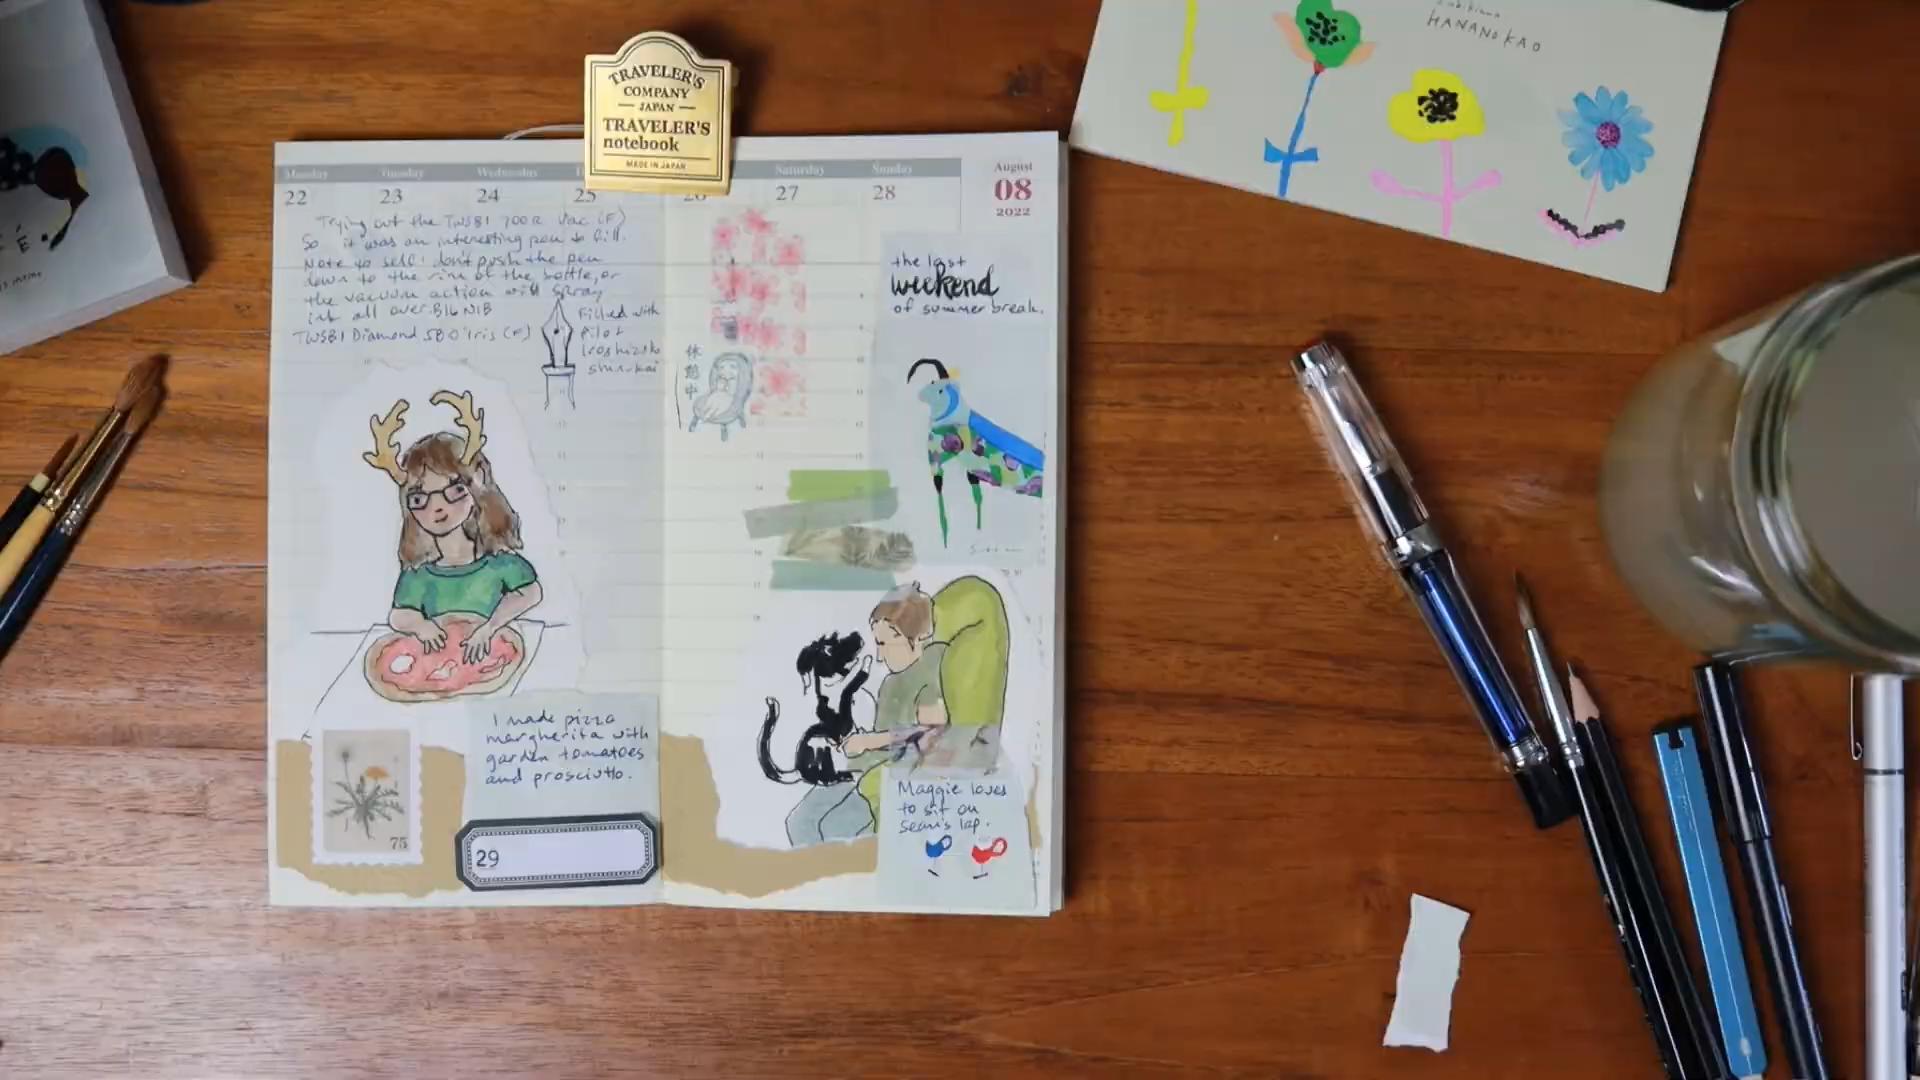 TRAVELER'S
COMPANY
JAPAN
TRAVELER'S
notebook
MADE IN JAPAN
HANANOKAO
Monday
Tuesday
Wednesday
Saturday
Sunday
August
22
23
24
25
26
27
28
08
2022
Trying out the TWSBI 700R Vac (F)
So it was an interesting pen to fill.
Note to self: don't push the pen
down to the rim of the bottle, or
the vacuum action will spray
ink all over. BIG NIB
TWSBI Diamond 580 Iris (F)
Filled with
Pilot
Iroshizuku
shin-kai
休
憩
中
the last
weekend
of summer break.
I made pizza
margherita with
garden tomatoes
and prosciutto.
75
29
Maggie loves
to sit on
Sean's lap.